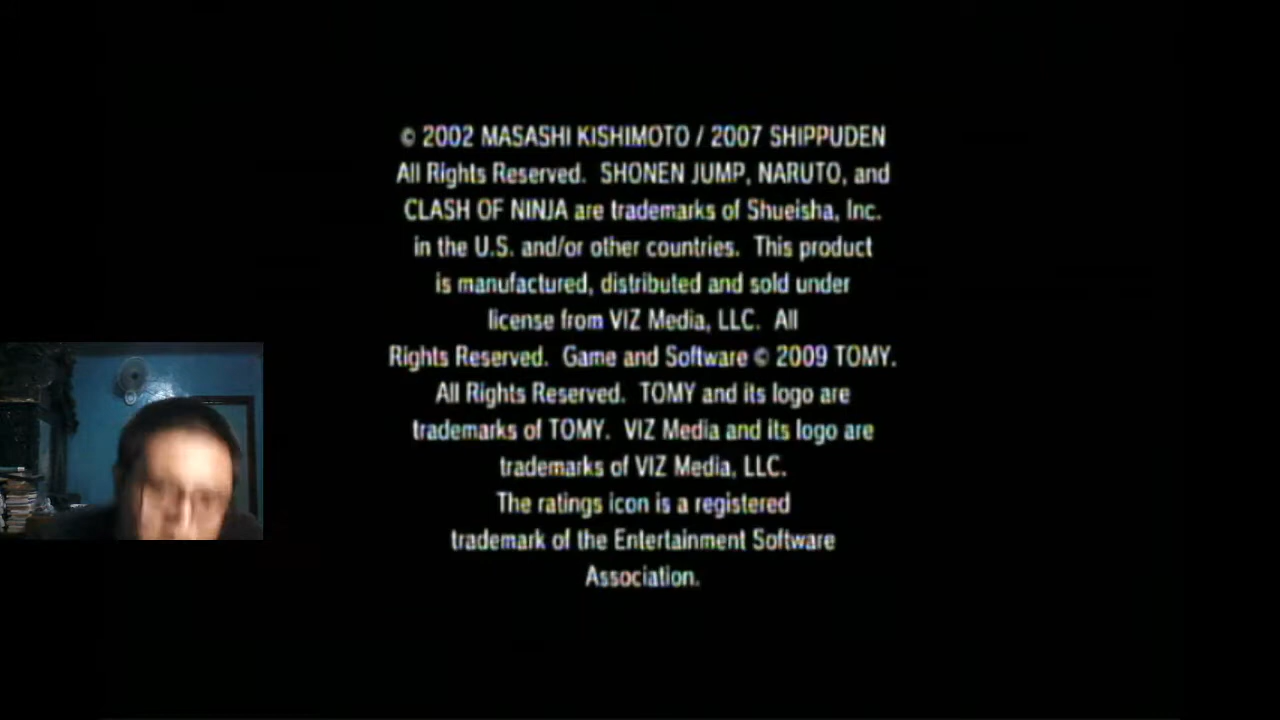 © 2002 MASASHI KISHIMOTO / 2007 SHIPPUDEN
All Rights Reserved. SHONEN JUMP, NARUTO, and
CLASH OF NINJA are trademarks of Shueisha, Inc.
in the U.S. and/or other countries. This product
is manufactured, distributed and sold under
license from VIZ Media, LLC. All
Rights Reserved. Game and Software © 2009 TOMY.
All Rights Reserved. TOMY and its logo are
trademarks of TOMY. VIZ Media and its logo are
trademarks of VIZ Media, LLC.
The ratings icon is a registered
trademark of the Entertainment Software
Association.